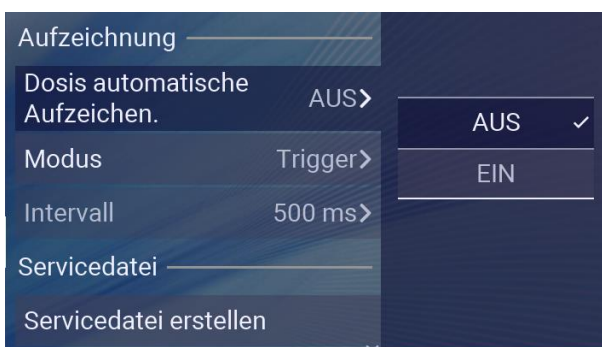 Aufzeichnung
Dosis automatische
Aufzeichen.
AUS
Modus
Trigger
Intervall
500 ms
Servicedatei
Servicedatei erstellen
AUS
EIN